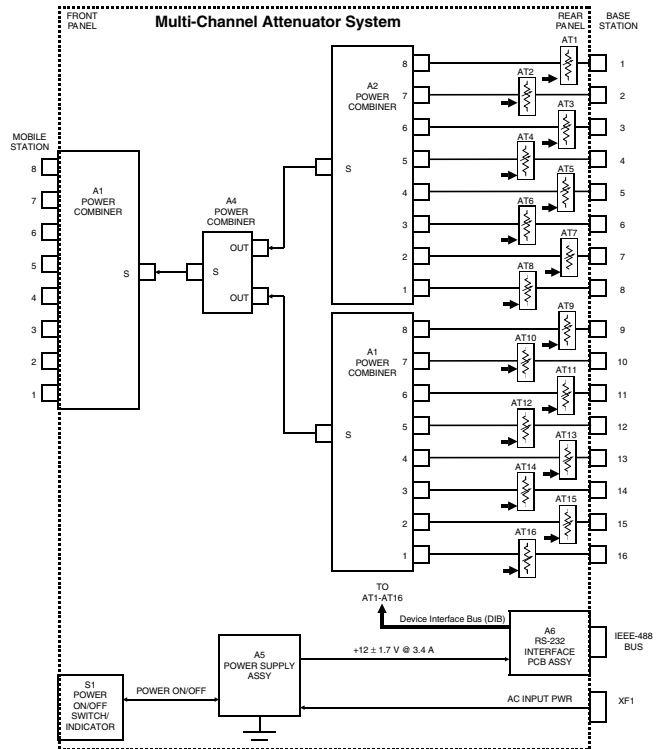 FRONT
PANEL
Multi-Channel Attenuator System
REAR
PANEL
BASE
STATION
AT1
8
1
A2
POWER
COMBINER
AT2
7
2
AT3
6
3
MOBILE
STATION
AT4
5
4
8
S
A1
POWER
COMBINER
A4
POWER
COMBINER
AT5
4
5
7
AT6
3
6
6
OUT
AT7
2
7
5
S
S
AT8
1
8
4
OUT
AT9
8
9
3
A1
POWER
COMBINER
AT10
7
10
2
AT11
6
11
1
AT12
5
12
S
AT13
4
13
AT14
3
14
AT15
2
15
AT16
1
16
TO
AT1-AT16
Device Interface Bus (DIB)
A6
RS-232
INTERFACE
PCB ASSY
IEEE-488
BUS
A5
POWER SUPPLY
ASSY
+12 ± 1.7 V @ 3.4 A
S1
POWER
ON/OFF
SWITCH/
INDICATOR
POWER ON/OFF
AC INPUT PWR
XF1